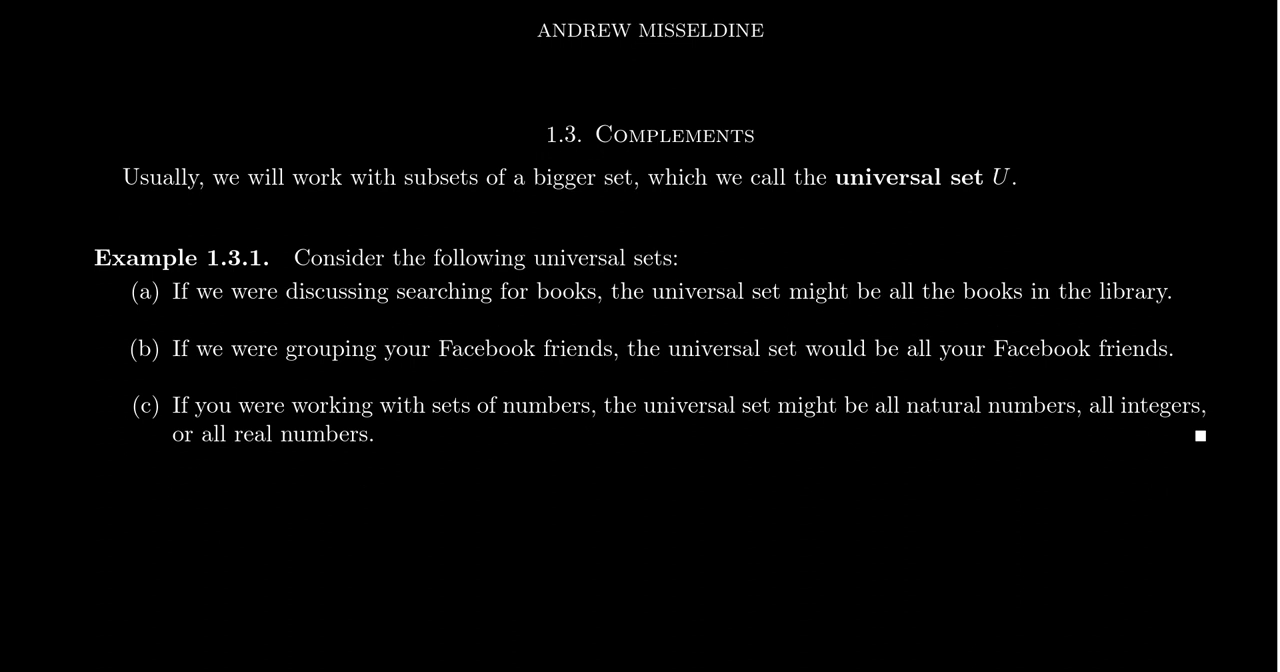 ANDREW MISSELDINE
1.3. COMPLEMENTS
Usually, we will work with subsets of a bigger set, which we call the universal set U.
Example 1.3.1. Consider the following universal sets:
(a) If we were discussing searching for books, the universal set might be all the books in the library.
(b) If we were grouping your Facebook friends, the universal set would be all your Facebook friends.
(c) If you were working with sets of numbers, the universal set might be all natural numbers, all integers,
or all real numbers. ■